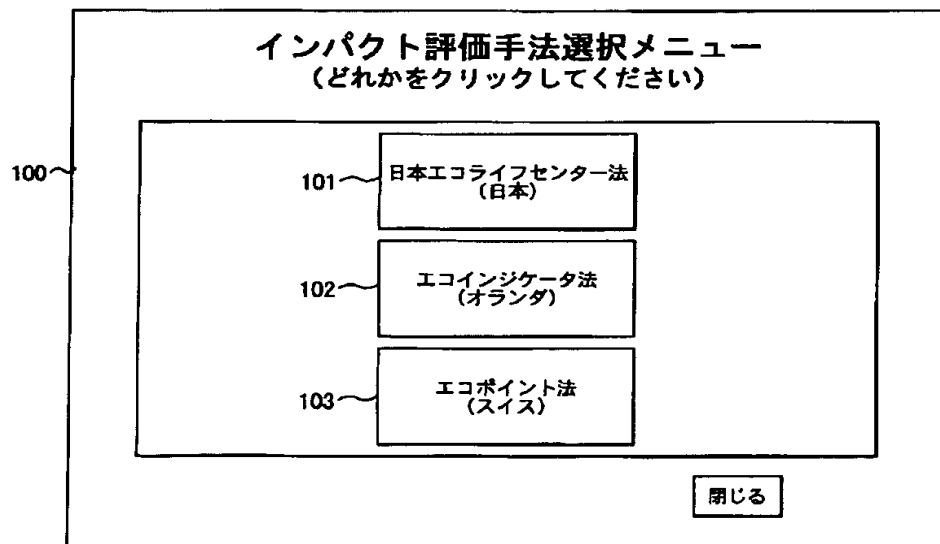 インパクト評価手法選択メニュー
(どれかをクリックしてください)
100
101
日本エコライフセンター法
(日本)
102
エコインジケータ法
(オランダ)
103
エコポイント法
(スイス)
閉じる